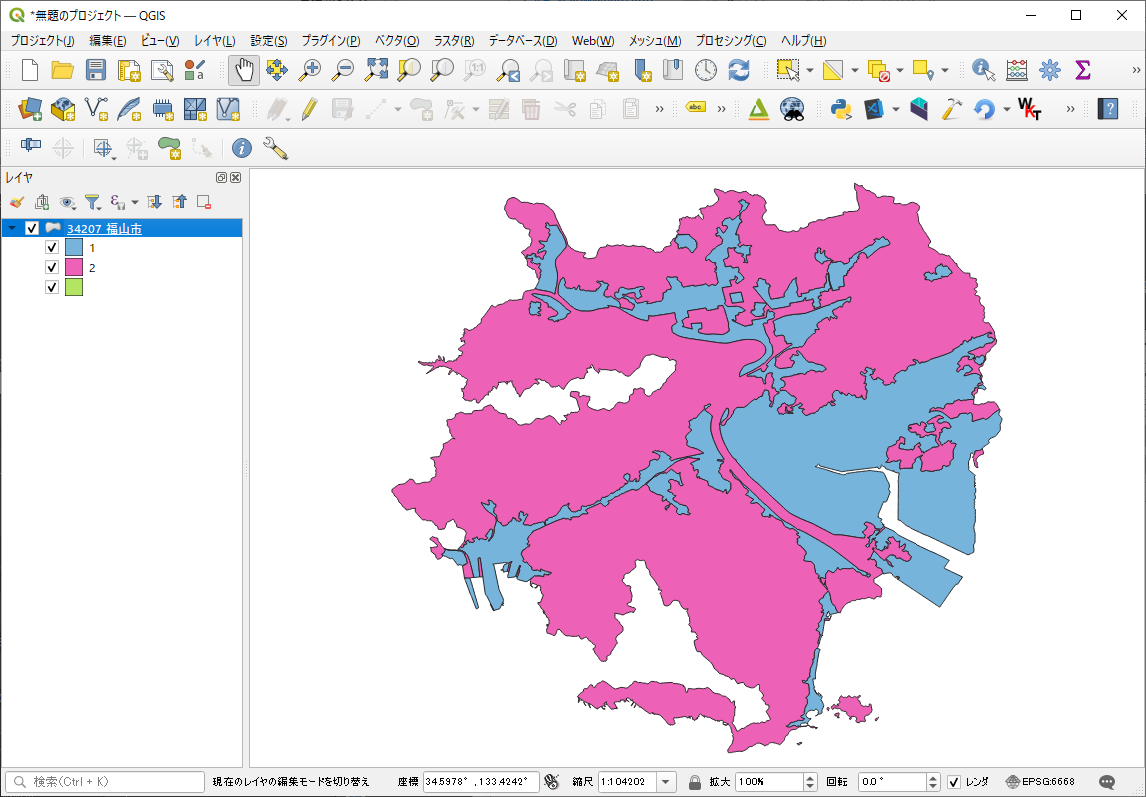 *無題のプロジェクト — QGIS
プロジェクト(J) 編集(E) ビュー(V) レイヤ(L) 設定(S) プラグイン(P) ベクタ(O) ラスタ(R) データベース(D) Web(W) メッシュ(M) プロセシング(C) ヘルプ(H)
1:1
a
abc
WKT
レイヤ
34207 福山市
1
2
検索(Ctrl + K) 現在のレイヤの編集モードを切り替え 座標 34.5978° ,133.4242° 縮尺 1:104202 拡大 100% 回転 0.0 ° レンダ EPSG:6668